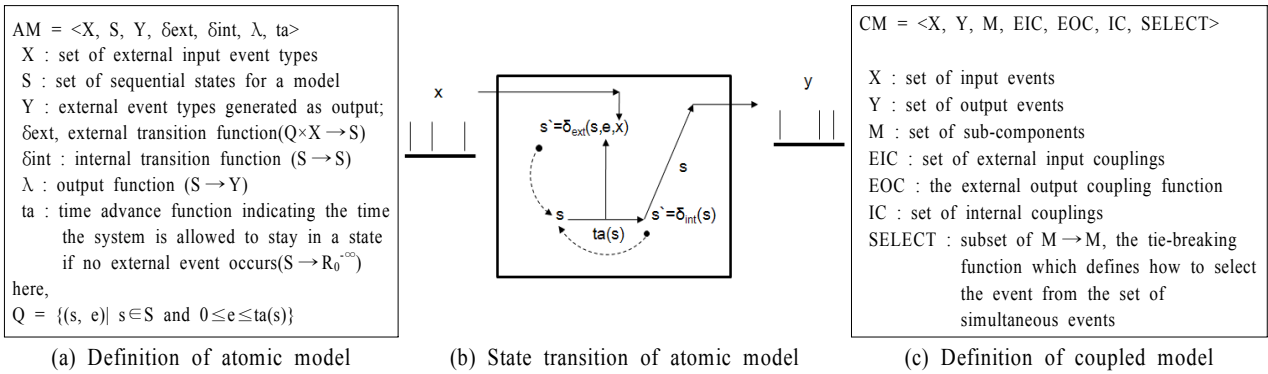 AM = <X, S, Y, δext, δint, λ, ta>
X : set of external input event types
S : set of sequential states for a model
Y : external event types generated as output;
δext, external transition function(Q×X→S)
δint : internal transition function (S→S)
λ : output function (S→Y)
ta : time advance function indicating the time
the system is allowed to stay in a state
if no external event occurs(S→R₀⁻∞)
here,
Q = {(s, e)| s∈S and 0≤e≤ta(s)}
(a) Definition of atomic model
x
y
s`=δext(s,e,x)
s
s
ta(s)
s`=δint(s)
(b) State transition of atomic model
CM = <X, Y, M, EIC, EOC, IC, SELECT>
X : set of input events
Y : set of output events
M : set of sub-components
EIC : set of external input couplings
EOC : the external output coupling function
IC : set of internal couplings
SELECT : subset of M→M, the tie-breaking
function which defines how to select
the event from the set of
simultaneous events
(c) Definition of coupled model